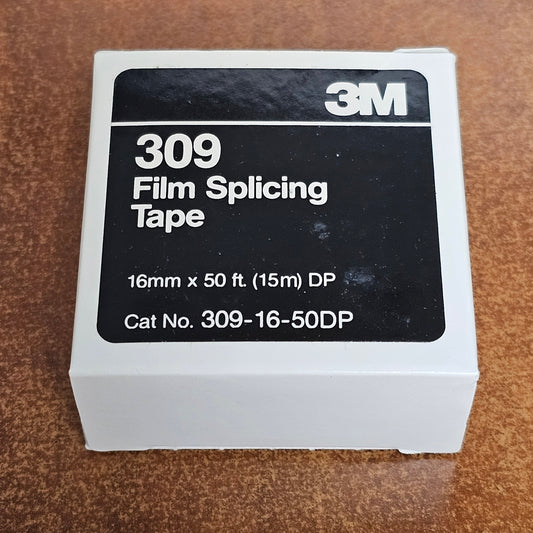 3M
309
Film Splicing
Tape
16mm x 50 ft. (15m) DP
Cat No. 309-16-50DP